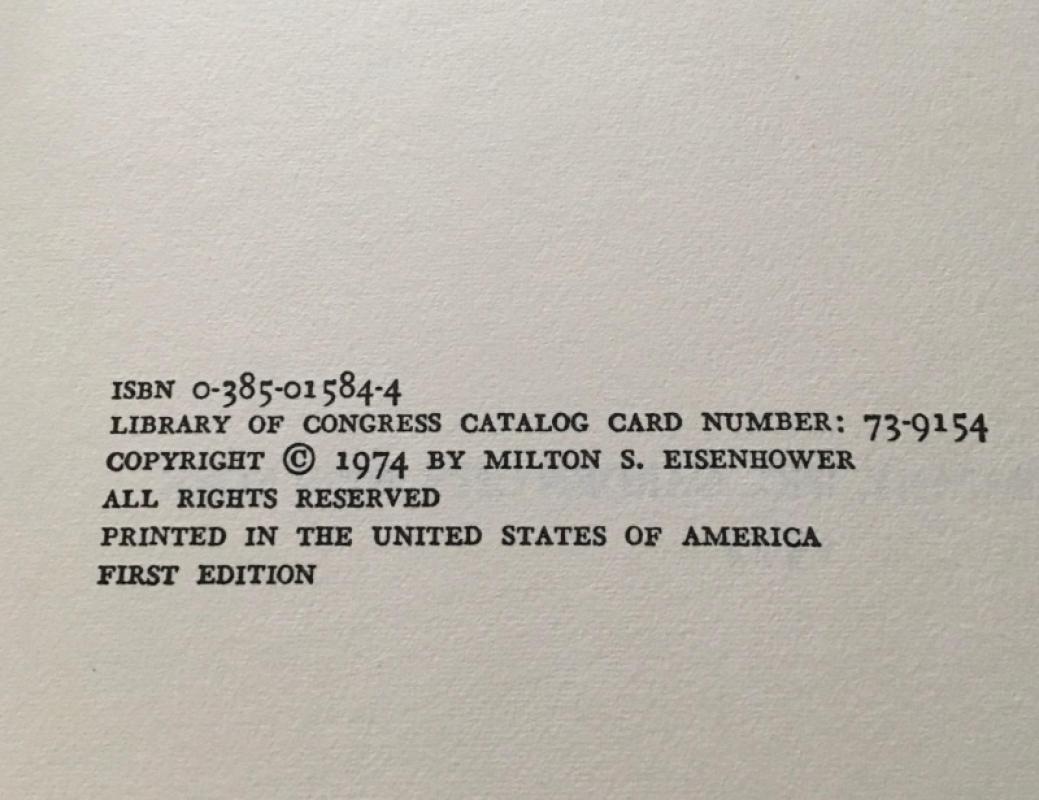 ISBN 0-385-01584-4
LIBRARY OF CONGRESS CATALOG CARD NUMBER: 73-9154
COPYRIGHT © 1974 BY MILTON S. EISENHOWER
ALL RIGHTS RESERVED
PRINTED IN THE UNITED STATES OF AMERICA
FIRST EDITION